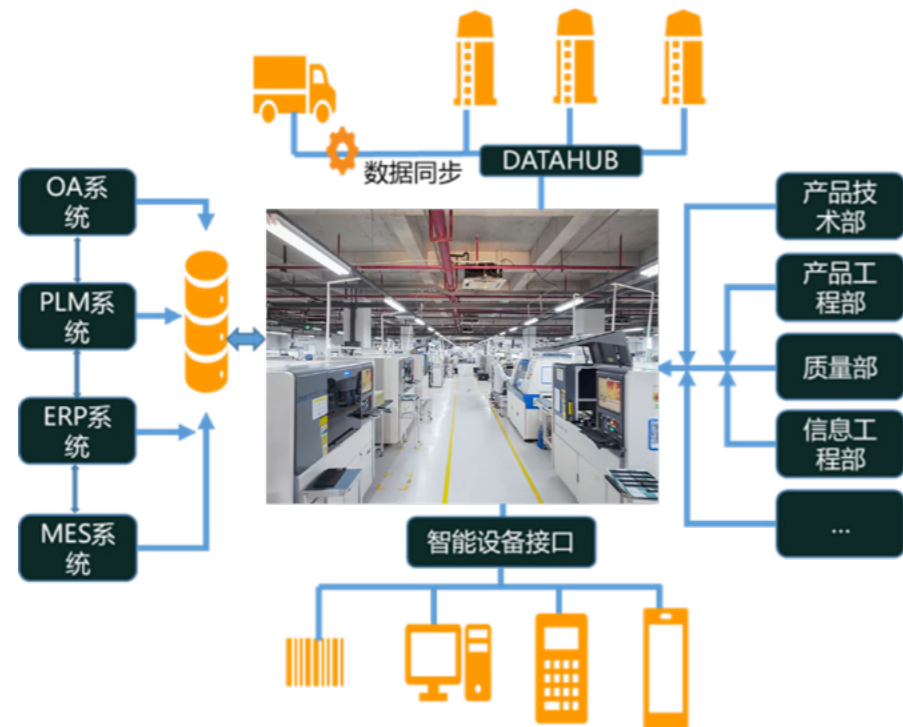 数据同步
DATAHUB
OA系
统
PLM系
统
ERP系
统
MES系
统
产品技
术部
产品工
程部
质量部
信息工
程部
...
智能设备接口